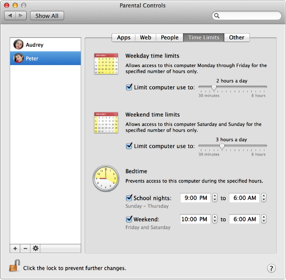 Parental Controls
Show All
Audrey
Peter
Apps Web People Time Limits Other
Weekday time limits
Allows access to this computer Monday through Friday for the
specified number of hours only.
2 hours a day
Limit computer use to:
30 minutes 8 hours
Weekend time limits
Allows access to this computer Saturday and Sunday for the
specified number of hours only.
3 hours a day
Limit computer use to:
30 minutes 8 hours
Bedtime
Prevents access to this computer during the specified hours.
School nights: 9:00 PM to 6:00 AM
Sunday – Thursday
Weekend: 10:00 PM to 6:00 AM
Friday and Saturday
Click the lock to prevent further changes.
?